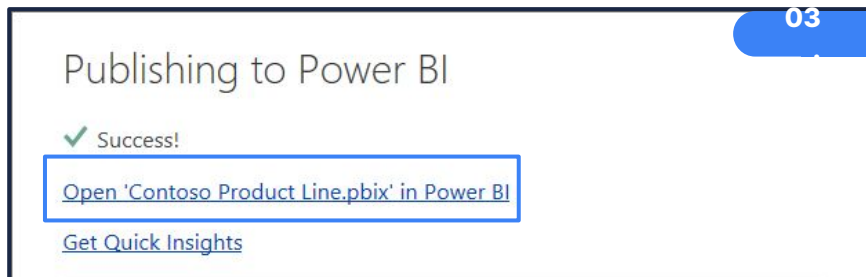 03
Publishing to Power BI
Success!
Open 'Contoso Product Line.pbix' in Power BI
Get Quick Insights